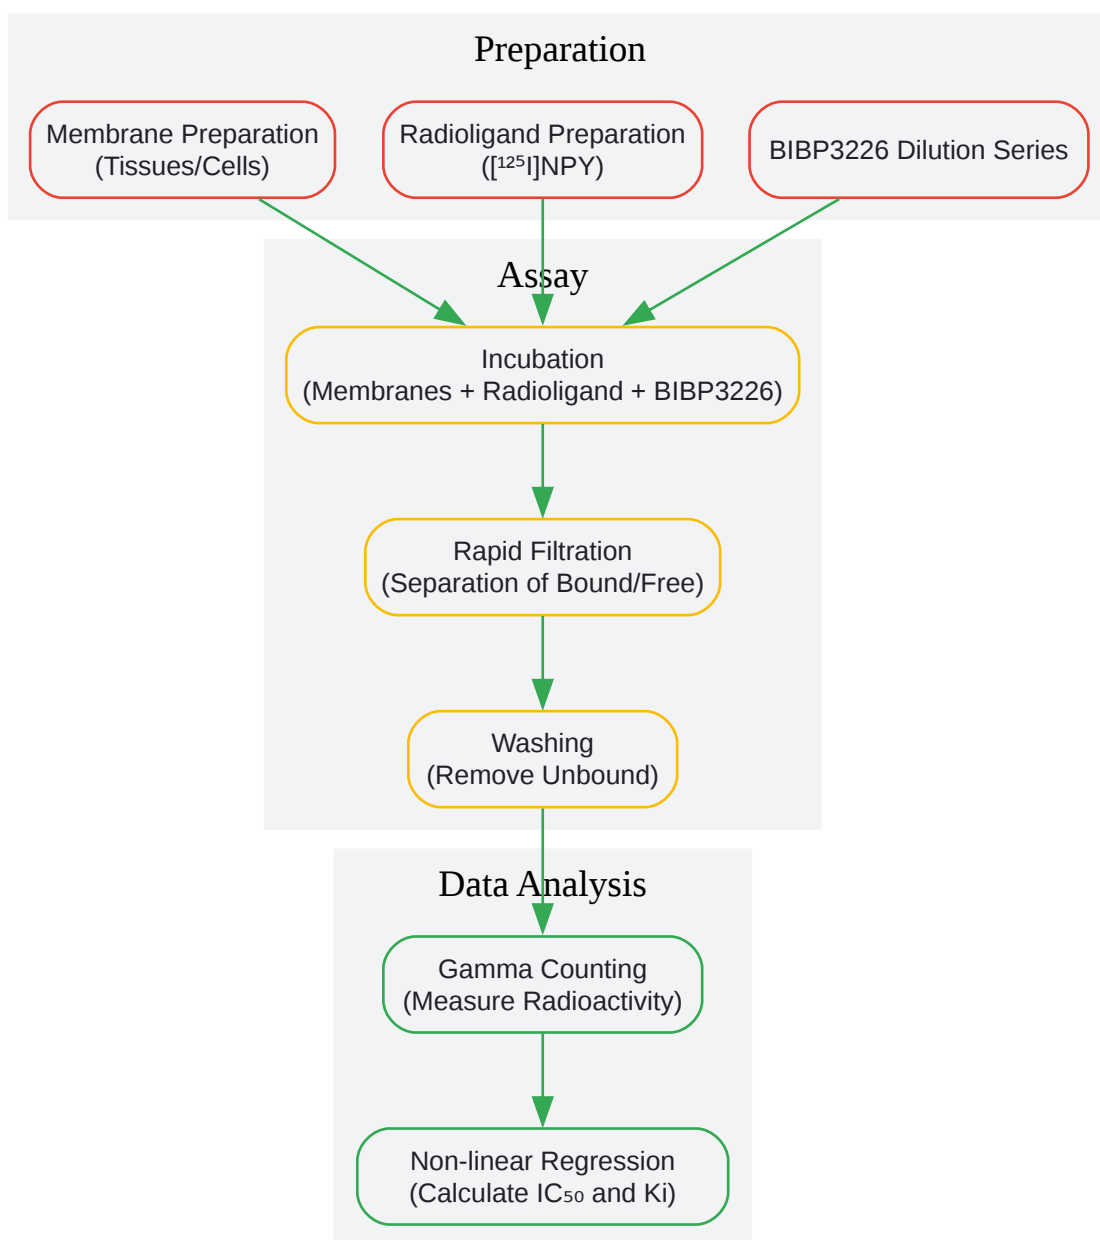 Preparation
Membrane Preparation
(Tissues/Cells)
Radioligand Preparation
([¹²⁵I]NPY)
BIBP3226 Dilution Series
Assay
Incubation
(Membranes + Radioligand + BIBP3226)
Rapid Filtration
(Separation of Bound/Free)
Washing
(Remove Unbound)
Data Analysis
Gamma Counting
(Measure Radioactivity)
Non-linear Regression
(Calculate IC₅₀ and Ki)